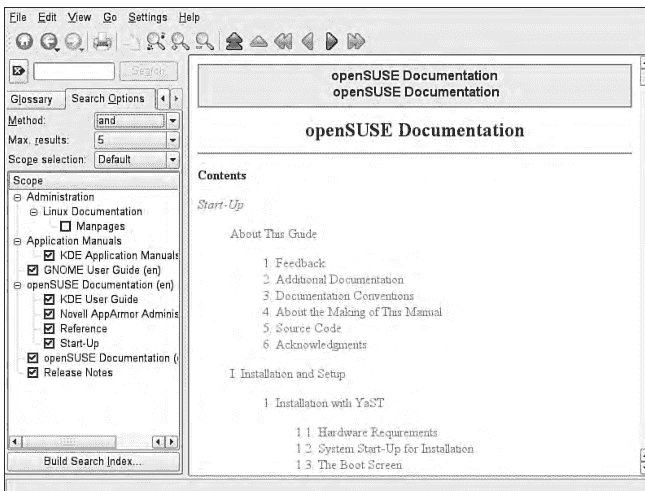 File Edit View Go Settings Help
Search
Glossary Search Options
Method: and
Max. results: 5
Scope selection: Default
Scope
Administration
Linux Documentation
Manpages
Application Manuals
KDE Application Manuals
GNOME User Guide (en)
openSUSE Documentation (en)
KDE User Guide
Novell AppArmor Adminis
Reference
Start-Up
openSUSE Documentation (
Release Notes
Build Search Index...
openSUSE Documentation
openSUSE Documentation
openSUSE Documentation
Contents
Start-Up
About This Guide
1 Feedback
2. Additional Documentation
3. Documentation Conventions
4. About the Making of This Manual
5. Source Code
6. Acknowledgments
I. Installation and Setup
1 Installation with YaST
1.1. Hardware Requirements
1.2. System Start-Up for Installation
1.3. The Boot Screen